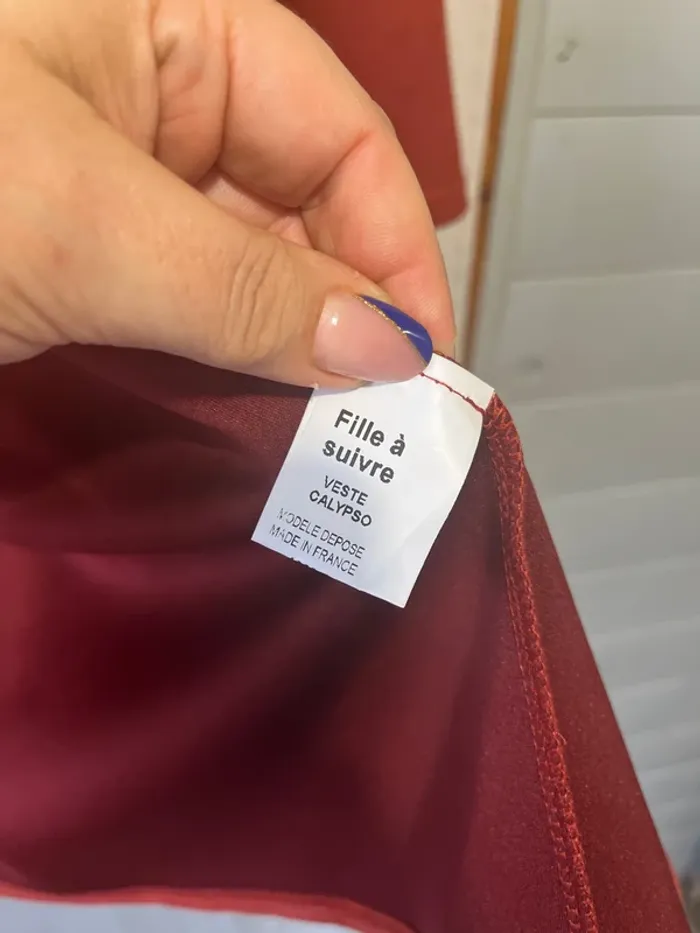 Fille à
suivre
VESTE
CALYPSO
MODELE DEPOSE
MADE IN FRANCE